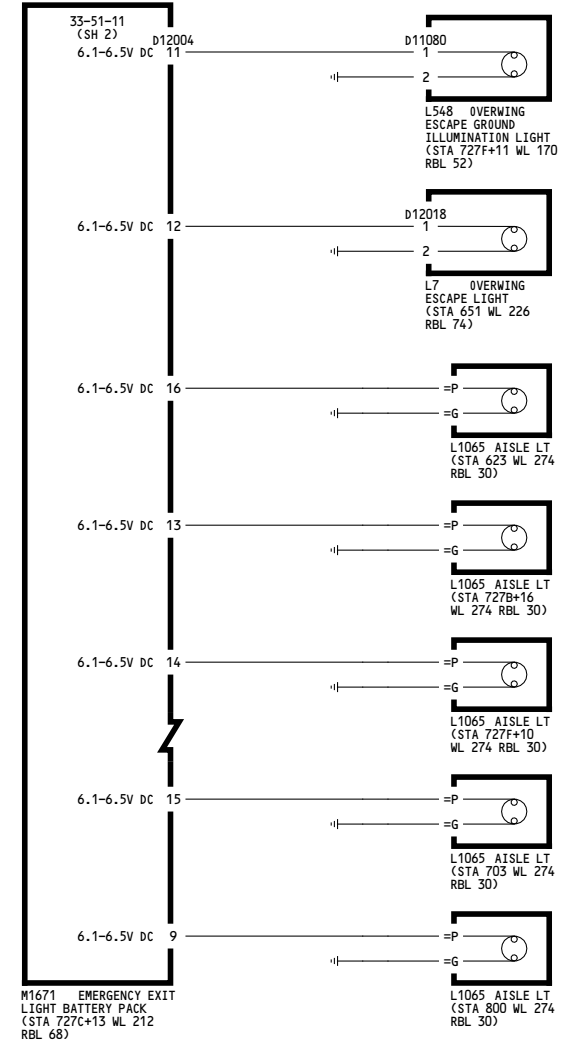 33-51-11
(SH 2)
D12004
6.1-6.5V DC 11
D11080
1
2
L548 OVERWING
ESCAPE GROUND
ILLUMINATION LIGHT
(STA 727F+11 WL 170
RBL 52)
6.1-6.5V DC 12
D12018
1
2
L7 OVERWING
ESCAPE LIGHT
(STA 651 WL 226
RBL 74)
6.1-6.5V DC 16
=P
=G
L1065 AISLE LT
(STA 623 WL 274
RBL 30)
6.1-6.5V DC 13
=P
=G
L1065 AISLE LT
(STA 727B+16
WL 274 RBL 30)
6.1-6.5V DC 14
=P
=G
L1065 AISLE LT
(STA 727F+10
WL 274 RBL 30)
6.1-6.5V DC 15
=P
=G
L1065 AISLE LT
(STA 703 WL 274
RBL 30)
6.1-6.5V DC 9
=P
=G
L1065 AISLE LT
(STA 800 WL 274
RBL 30)
M1671 EMERGENCY EXIT
LIGHT BATTERY PACK
(STA 727C+13 WL 212
RBL 68)